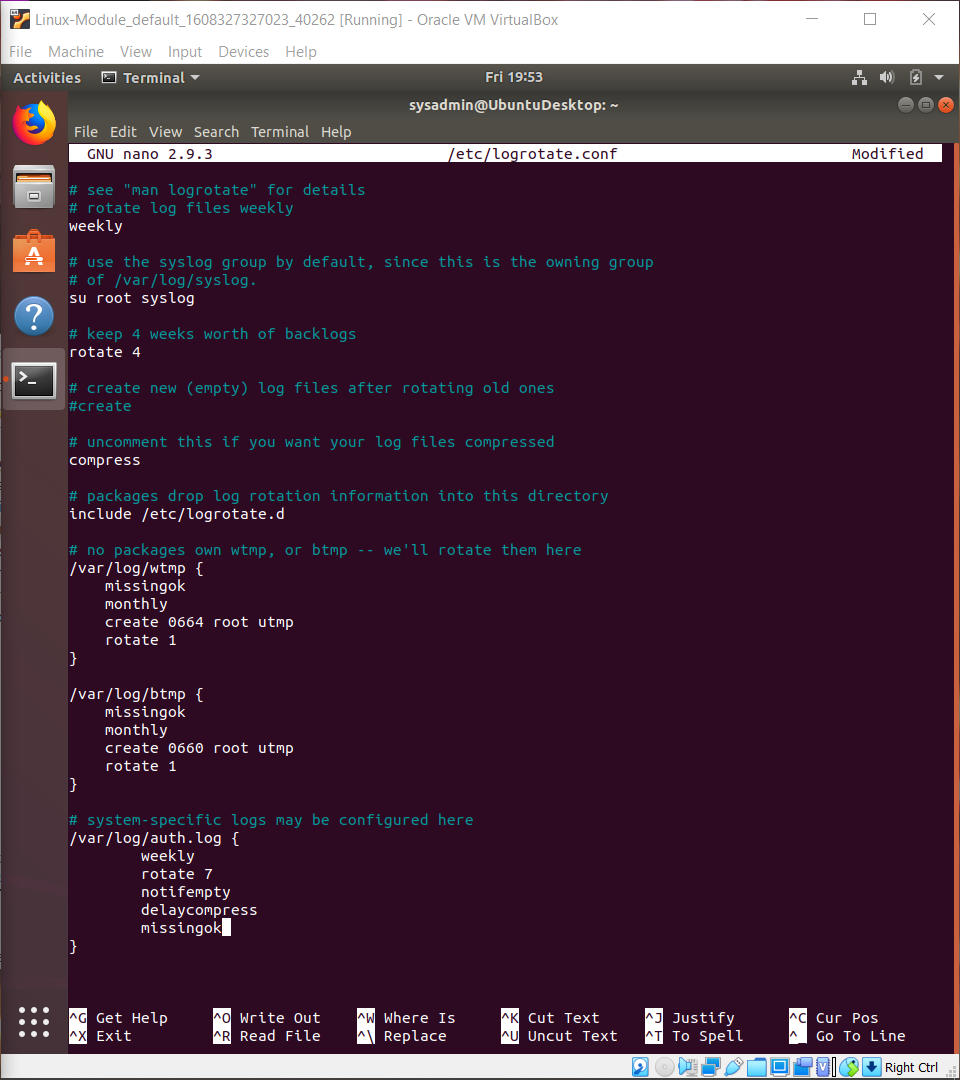 Linux-Module_default_1608327327023_40262 [Running] - Oracle VM VirtualBox
File Machine View Input Devices Help
Activities Terminal Fri 19:53
sysadmin@UbuntuDesktop: ~
File Edit View Search Terminal Help
GNU nano 2.9.3 /etc/logrotate.conf Modified
# see "man logrotate" for details
# rotate log files weekly
weekly
# use the syslog group by default, since this is the owning group
# of /var/log/syslog.
su root syslog
# keep 4 weeks worth of backlogs
rotate 4
# create new (empty) log files after rotating old ones
#create
# uncomment this if you want your log files compressed
compress
# packages drop log rotation information into this directory
include /etc/logrotate.d
# no packages own wtmp, or btmp -- we'll rotate them here
/var/log/wtmp {
    missingok
    monthly
    create 0664 root utmp
    rotate 1
}
/var/log/btmp {
    missingok
    monthly
    create 0660 root utmp
    rotate 1
}
# system-specific logs may be configured here
/var/log/auth.log {
        weekly
        rotate 7
        notifempty
        delaycompress
        missingok
}
^G Get Help ^O Write Out ^W Where Is ^K Cut Text ^J Justify ^C Cur Pos
^X Exit ^R Read File ^\ Replace ^U Uncut Text ^T To Spell ^_ Go To Line
Right Ctrl